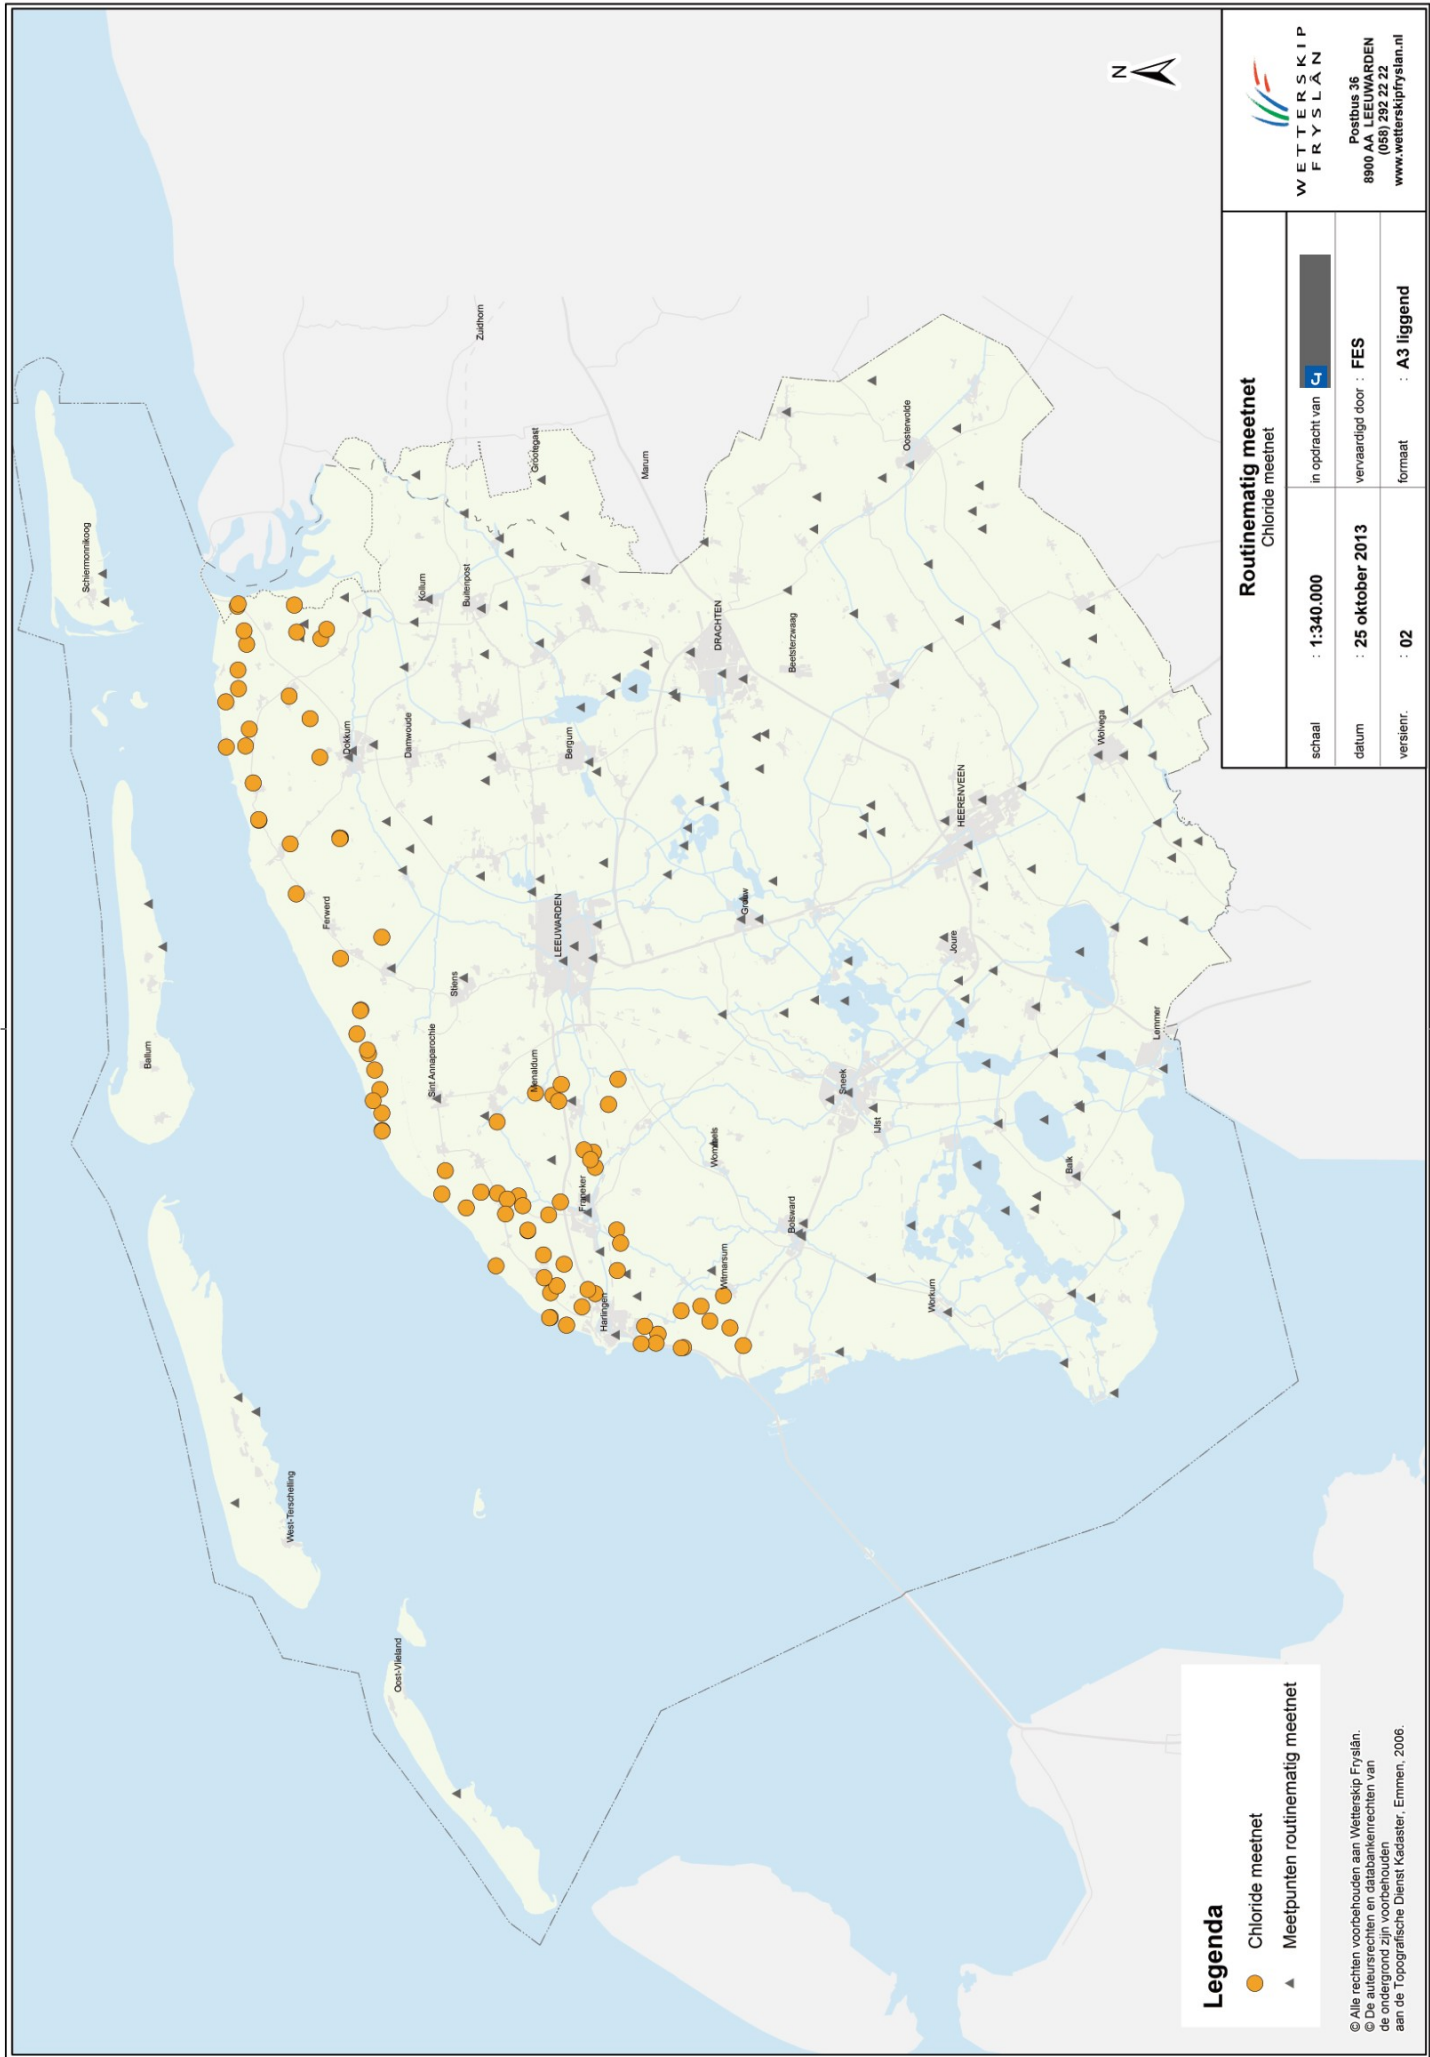 Schiermonnikoog
Ballum
West-Terschelling
Oost-Vlieland
Zuidhorn
Grootegast
Marum
Kollum
Buitenpost
Dokkum
Damwoude
Bergum
DRACHTEN
Beetsterzwaag
Oosterwolde
Ferwerd
Stiens
LEEUWARDEN
Sint Annaparochie
Menaldum
Franeker
Harlingen
Witmarsum
Wommels
Bolsward
Workum
Grouw
Sneek
IJlst
Joure
HEERENVEEN
Wolvega
Lemmer
Balk
N
Legenda
Chloride meetnet
Meetpunten routinematig meetnet
© Alle rechten voorbehouden aan Wetterskip Fryslân.
© De auteursrechten en databankenrechten van
de ondergrond zijn voorbehouden
aan de Topografische Dienst Kadaster, Emmen, 2006.
Routinematig meetnet
Chloride meetnet
schaal : 1:340.000
in opdracht van
datum : 25 oktober 2013
vervaardigd door : FES
versienr. : 02
formaat : A3 liggend
WETTERSKIP
FRYSLÂN
Postbus 36
8900 AA LEEUWARDEN
(058) 292 22 22
www.wetterskipfryslan.nl